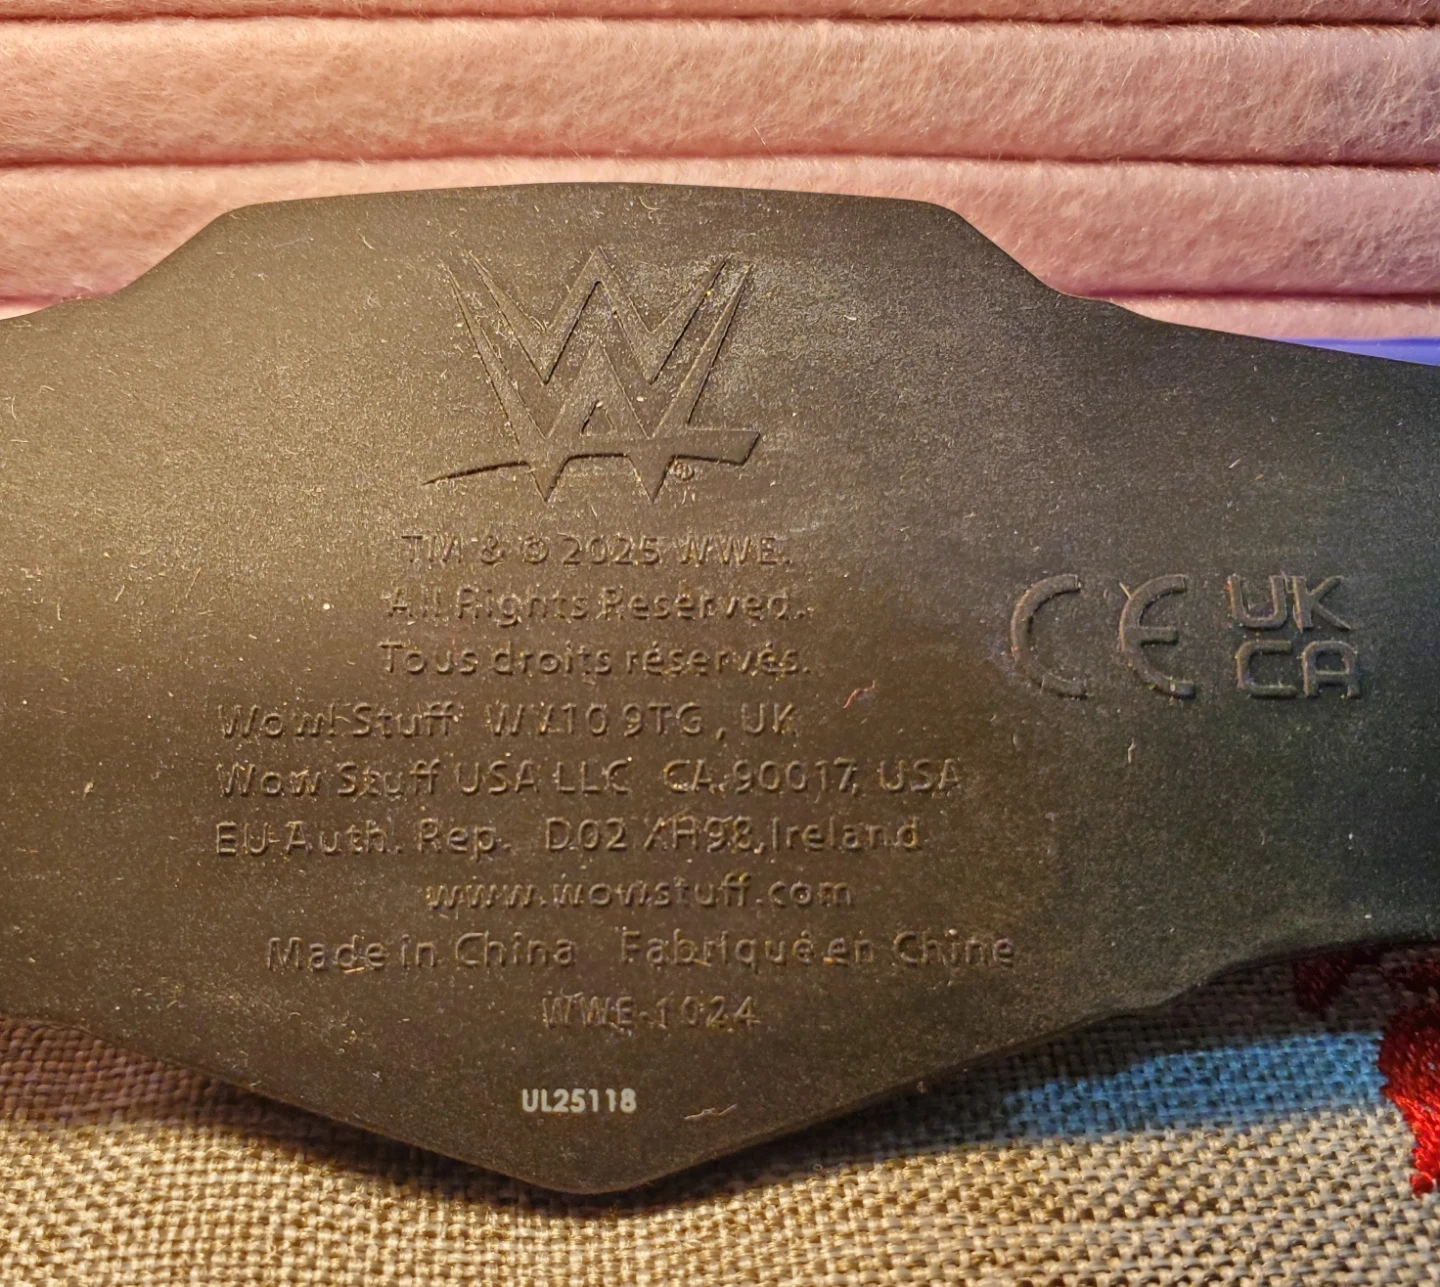 W
®
TM & © 2025 WWE.
All Rights Reserved.
Tous droits réservés.
Wow! Stuff WV10 9TG, UK
Wow Stuff USA LLC CA 90017, USA
EU Auth. Rep. D02 XH98, Ireland
www.wowstuff.com
Made in China Fabriqué en Chine
WWE-1024
UL25118
CE
UK
CA